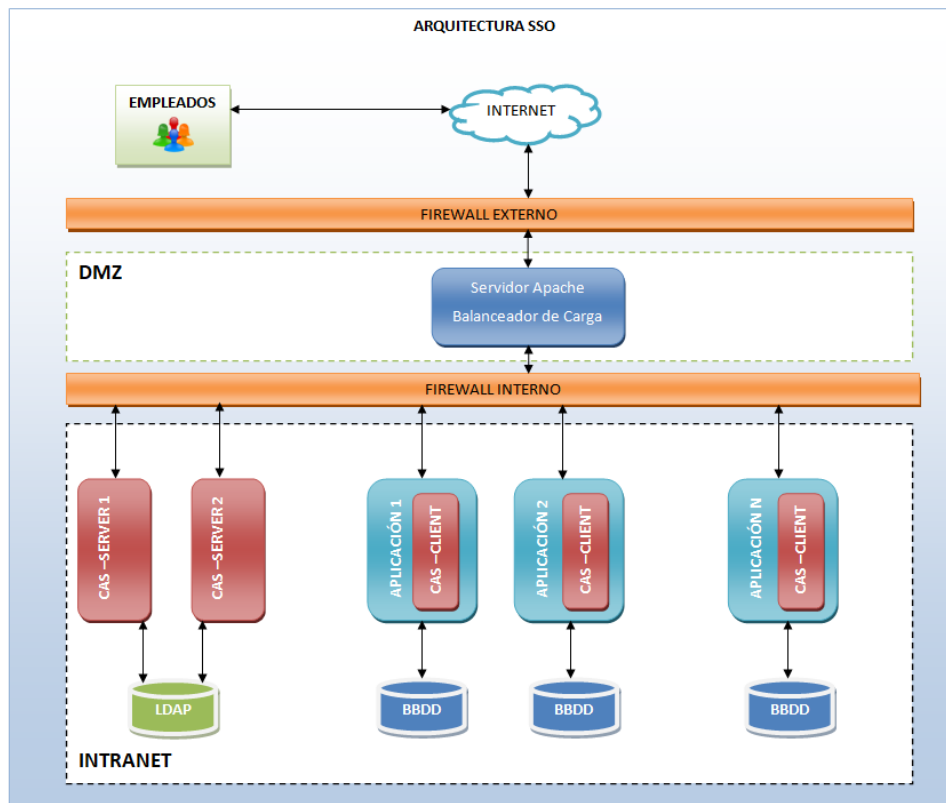 ARQUITECTURA SSO
EMPLEADOS
INTERNET
FIREWALL EXTERNO
DMZ
Servidor Apache
Balanceador de Carga
FIREWALL INTERNO
CAS –SERVER 1
CAS –SERVER 2
APLICACIÓN 1
CAS –CLIENT
APLICACIÓN 2
CAS –CLIENT
APLICACIÓN N
CAS –CLIENT
LDAP
BBDD
BBDD
BBDD
INTRANET